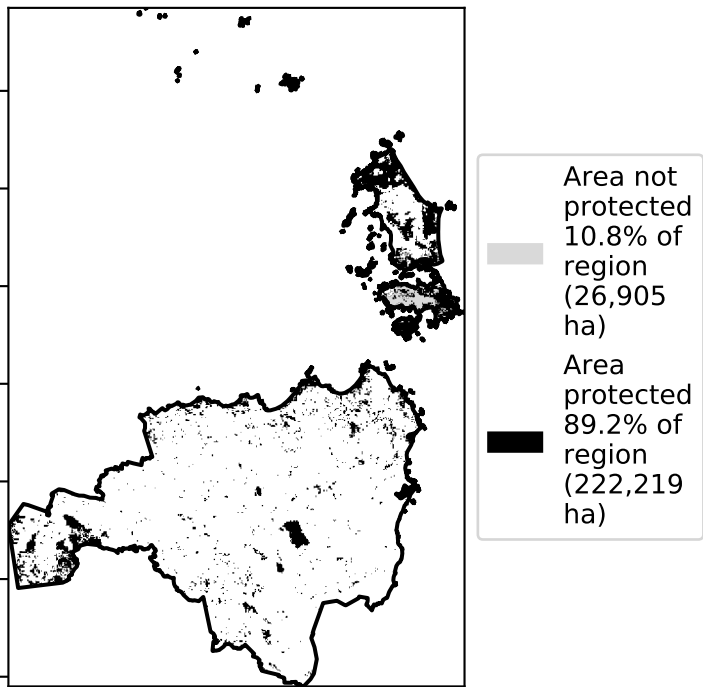 Area not
protected
10.8% of
region
(26,905
ha)
Area
protected
89.2% of
region
(222,219
ha)